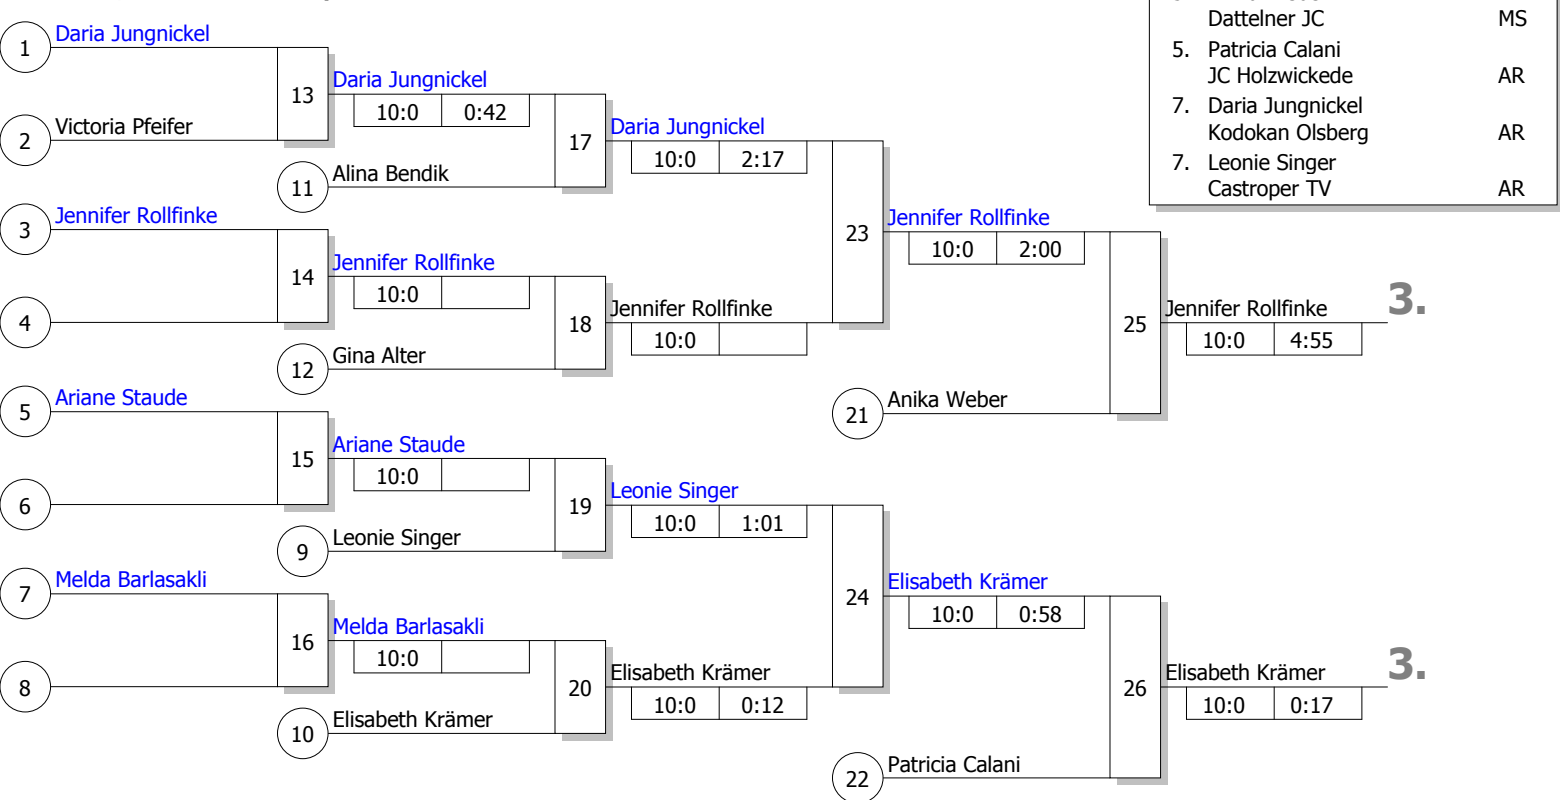 Dattelner JC MS
5. Patricia Calani
JC Holzwickede AR
7. Daria Jungnickel
Kodokan Olsberg AR
7. Leonie Singer
Castroper TV AR
1 Daria Jungnickel
13 Daria Jungnickel
10:0 0:42
2 Victoria Pfeifer
17 Daria Jungnickel
10:0 2:17
11 Alina Bendik
3 Jennifer Rollfinke
23 Jennifer Rollfinke
10:0 2:00
14 Jennifer Rollfinke
10:0
4
18 Jennifer Rollfinke
10:0
25 Jennifer Rollfinke 3.
10:0 4:55
12 Gina Alter
5 Ariane Staude
21 Anika Weber
15 Ariane Staude
10:0
6
19 Leonie Singer
10:0 1:01
9 Leonie Singer
7 Melda Barlasakli
24 Elisabeth Krämer
10:0 0:58
16 Melda Barlasakli
10:0
8
20 Elisabeth Krämer
10:0 0:12
26 Elisabeth Krämer 3.
10:0 0:17
10 Elisabeth Krämer
22 Patricia Calani